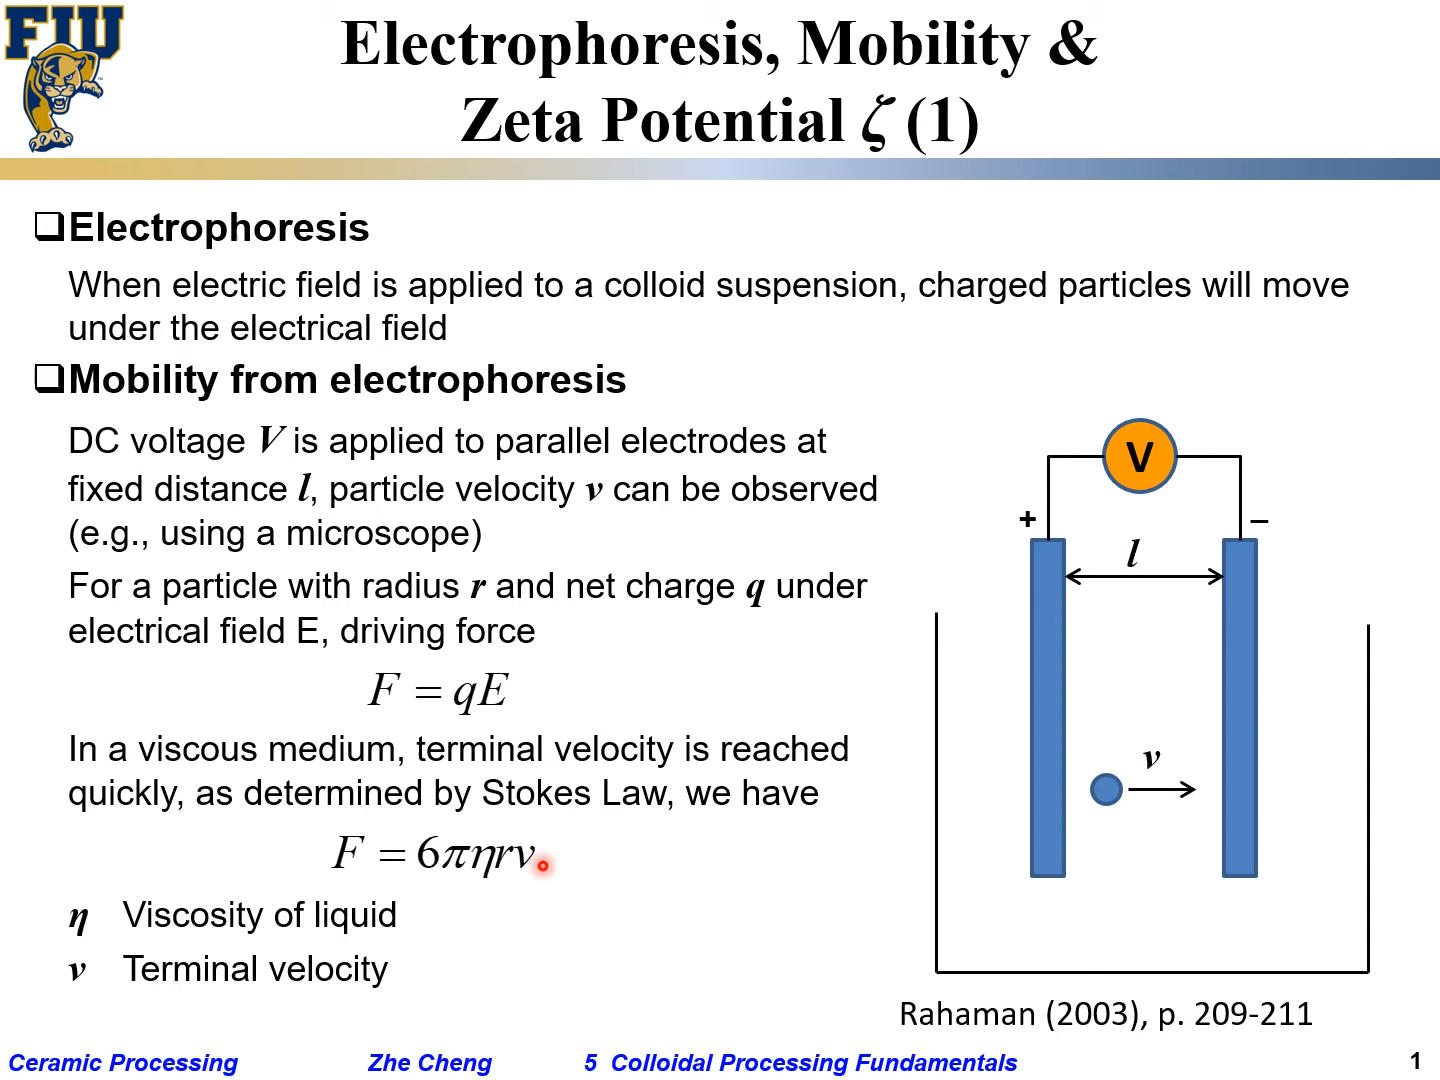 FIU
Electrophoresis, Mobility &
Zeta Potential ζ (1)
❑Electrophoresis
When electric field is applied to a colloid suspension, charged particles will move
under the electrical field
❑Mobility from electrophoresis
DC voltage V is applied to parallel electrodes at
fixed distance l, particle velocity v can be observed
(e.g., using a microscope)
For a particle with radius r and net charge q under
electrical field E, driving force
F = qE
In a viscous medium, terminal velocity is reached
quickly, as determined by Stokes Law, we have
F = 6πηrv
η Viscosity of liquid
v Terminal velocity
V
+ –
l
v
Rahaman (2003), p. 209-211
Ceramic Processing Zhe Cheng 5 Colloidal Processing Fundamentals 1